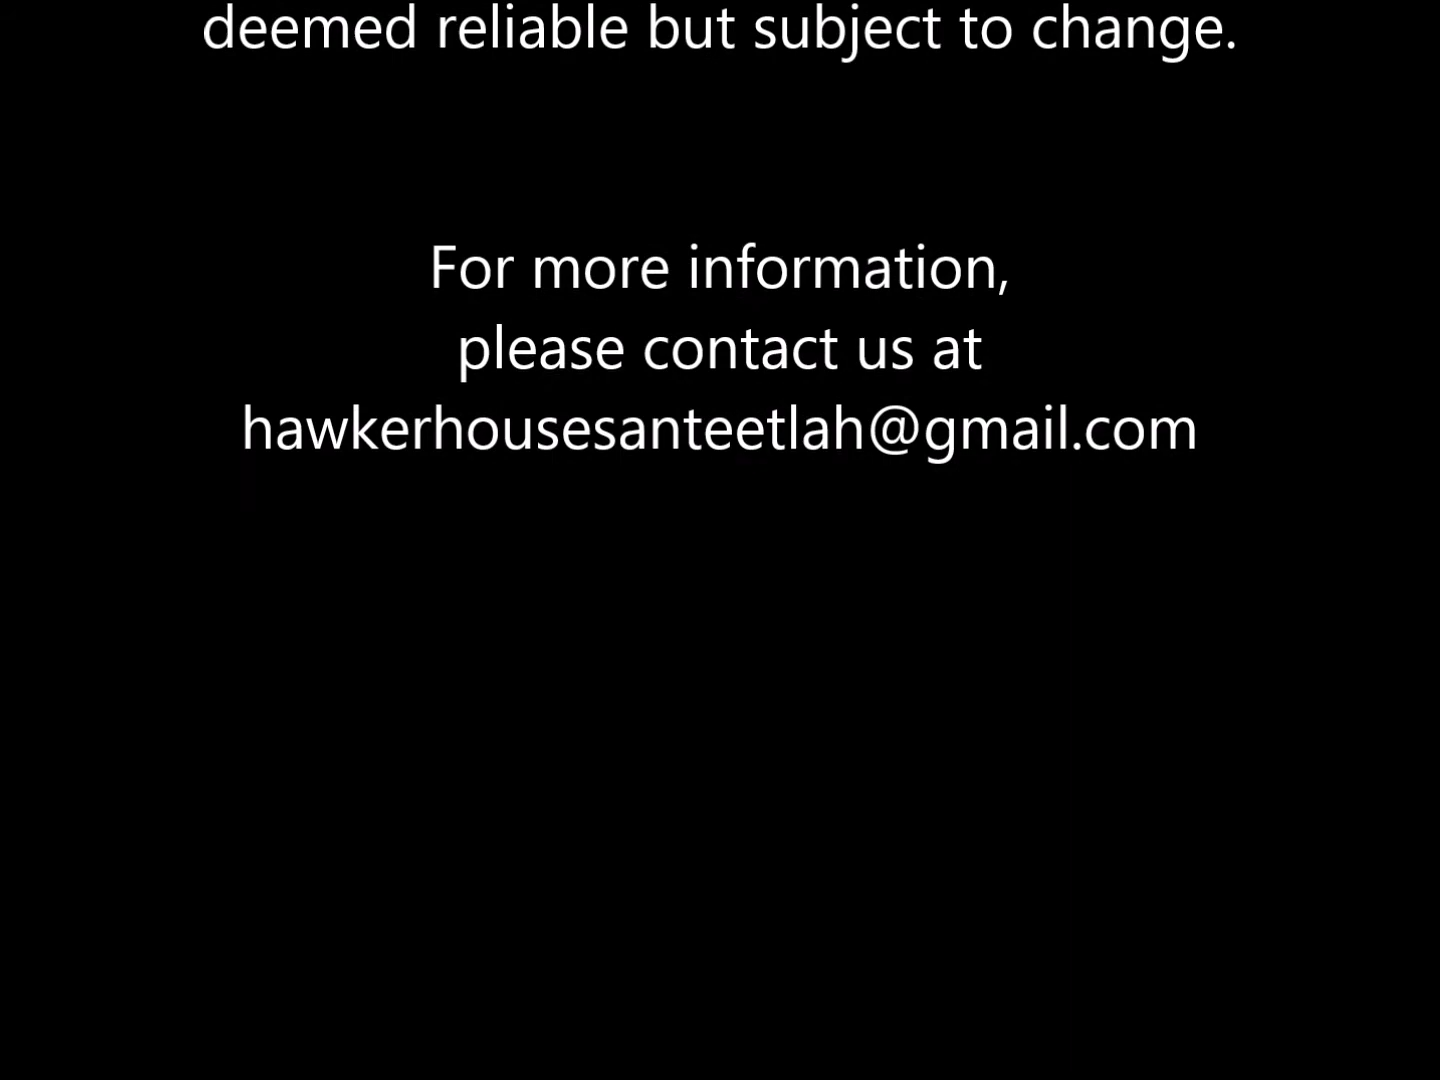 deemed reliable but subject to change.
For more information,
please contact us at
hawkerhousesanteetlah@gmail.com